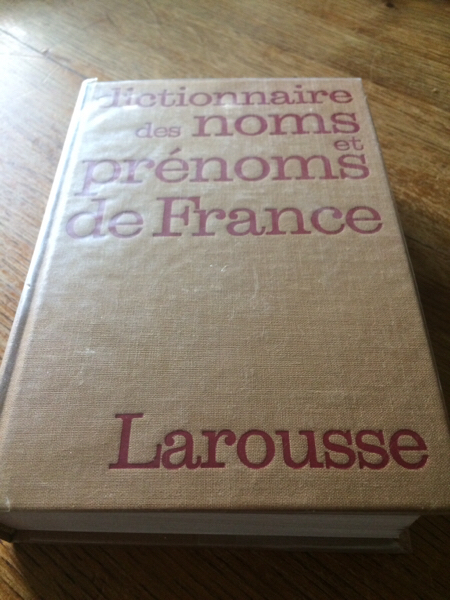 dictionnaire
des noms
et
prénoms
de France
Larousse